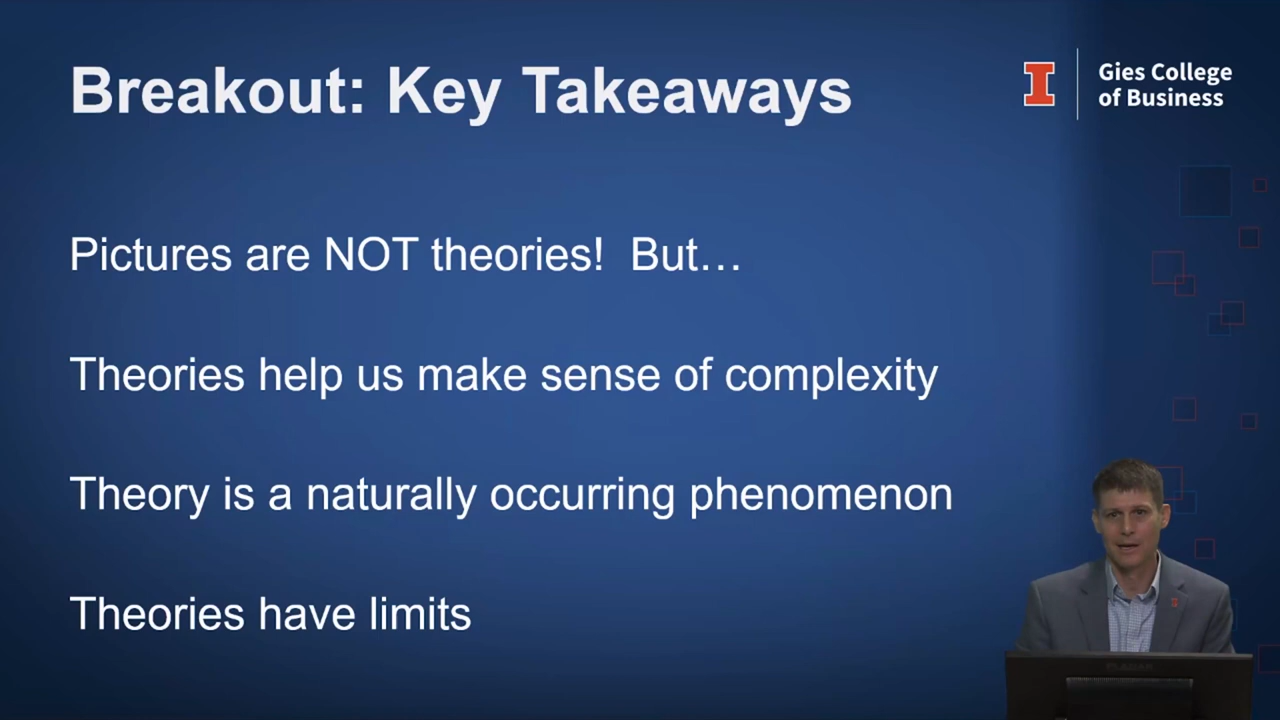 Breakout: Key Takeaways
I
Gies College
of Business
Pictures are NOT theories!  But…
Theories help us make sense of complexity
Theory is a naturally occurring phenomenon
Theories have limits